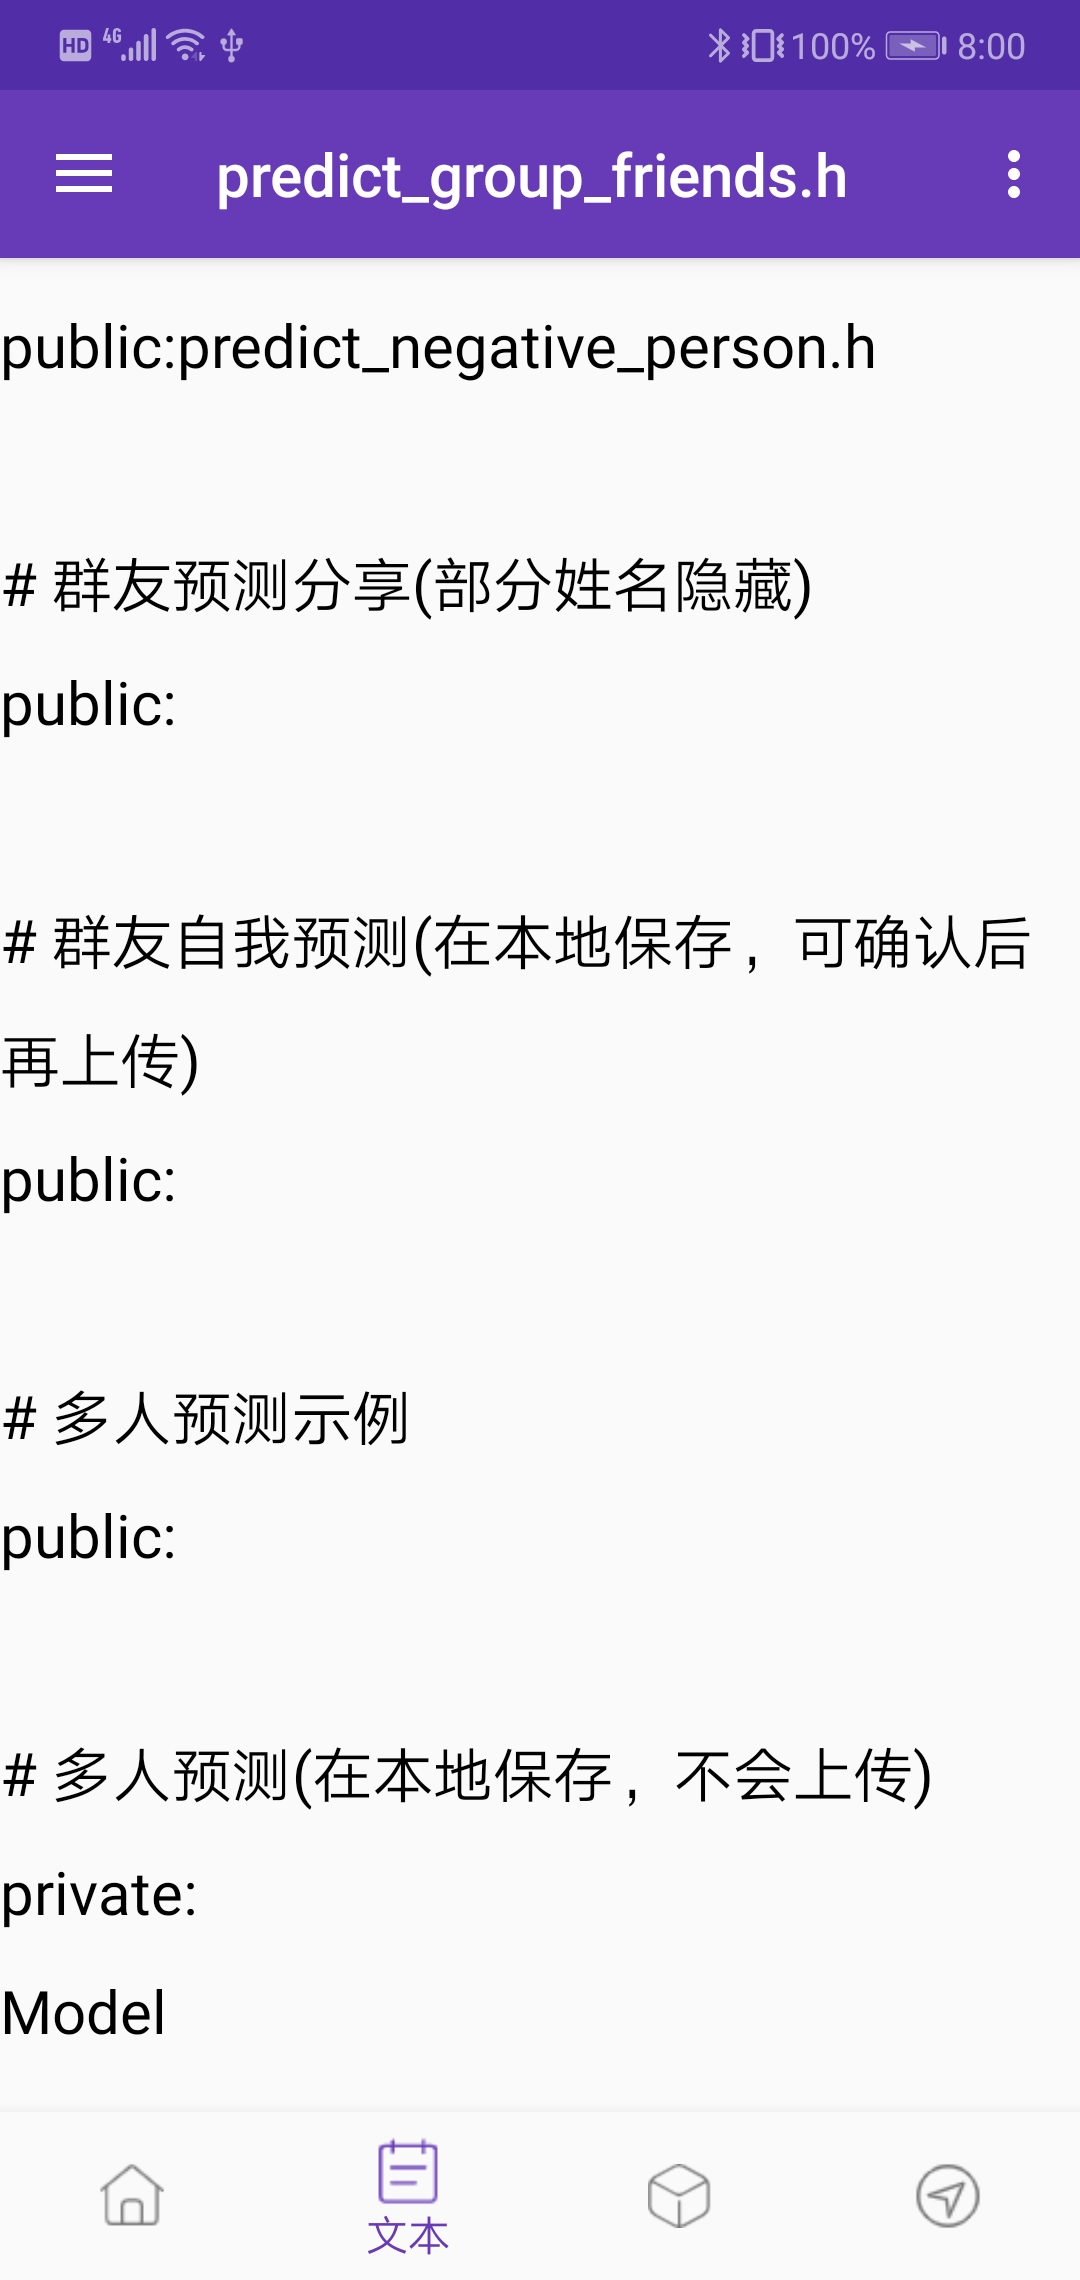 HD 4G 100% 8:00
predict_group_friends.h
public:predict_negative_person.h
# 群友预测分享(部分姓名隐藏)
public:
# 群友自我预测(在本地保存，可确认后
再上传)
public:
# 多人预测示例
public:
# 多人预测(在本地保存，不会上传)
private:
Model
文本